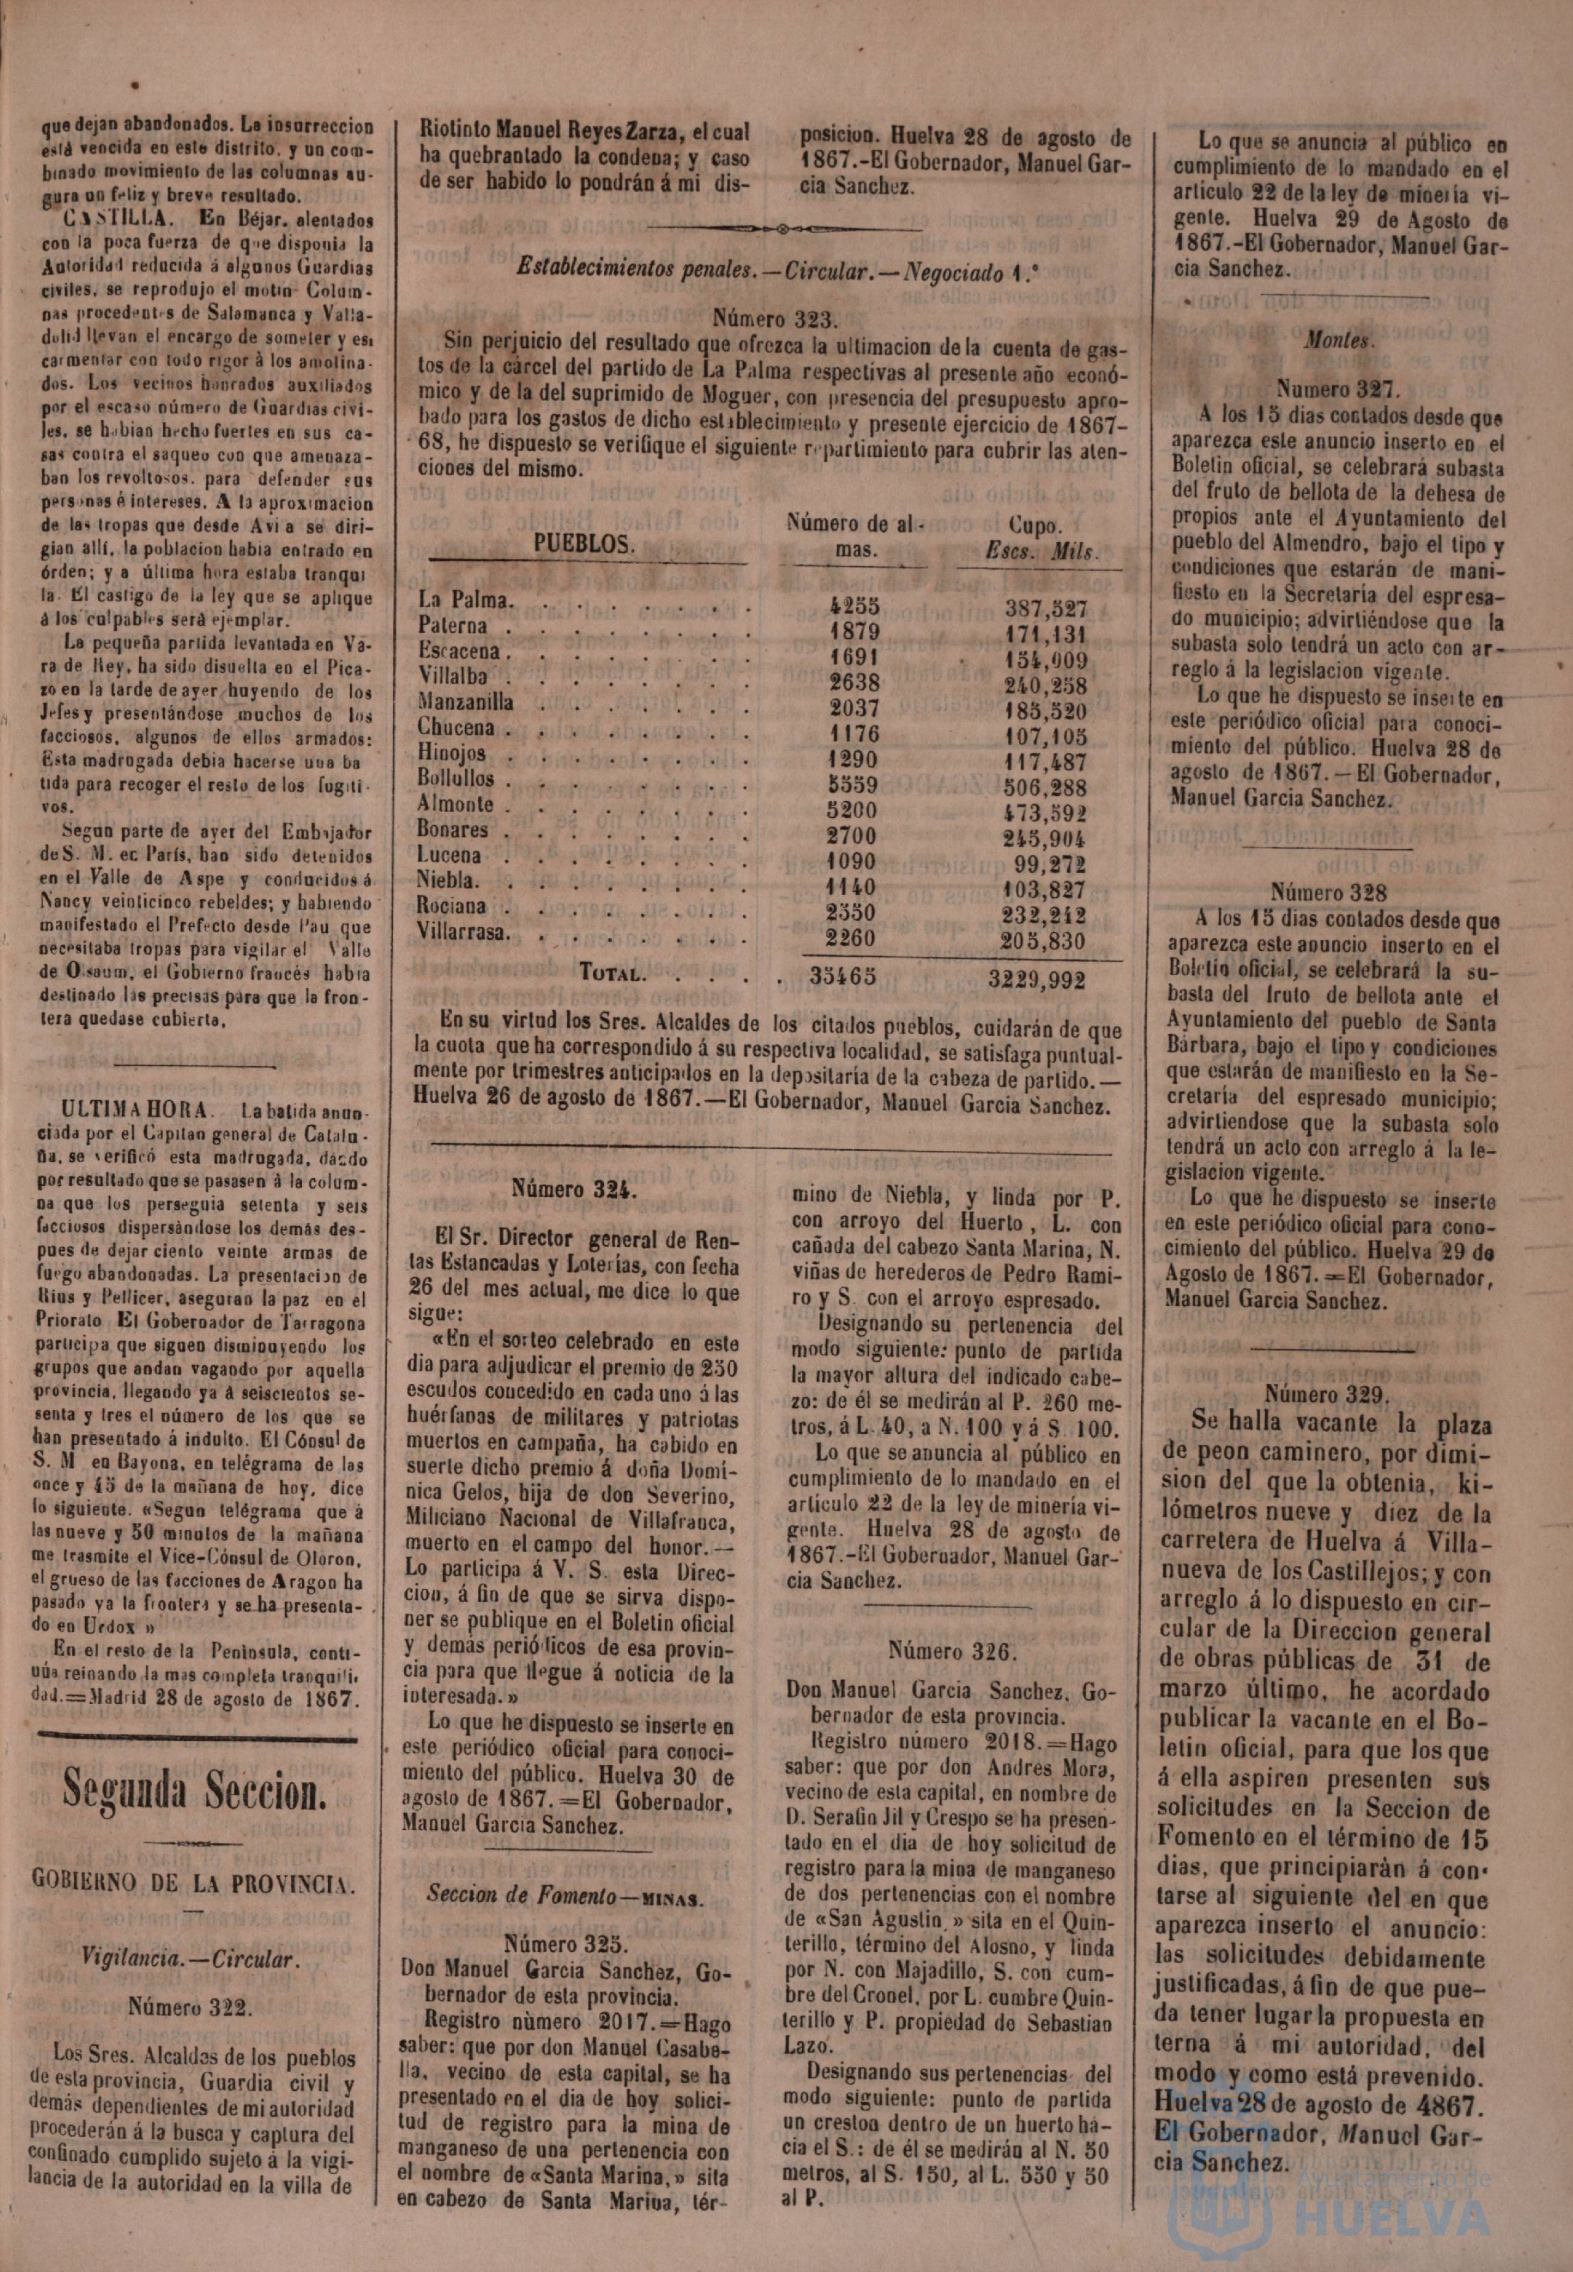 que dejan abandonados. La insurreccion
está vencida en este distrito, y un com-
binado movimiento de las columnas au-
gura un feliz y breve resultado.
CASTILLA. En Béjar, alentados
con la poca fuerza de que disponia la
Autoridad reducida á algunos Guardias
civiles, se reprodujo el motin. Colum-
nas procedentes de Salamanca y Valla-
dolid llevan el encargo de someter y es
carmentar con todo rigor á los amotina-
dos. Los vecinos honrados auxiliados
por el escaso número de Guardias civi-
les, se habian hecho fuertes en sus ca-
sas contra el saqueo con que amenaza-
ban los revoltosos, para defender sus
personas é intereses. A la aproximacion
de las tropas que desde Avi a se diri-
gian allí, la poblacion habia entrado en
órden; y a última hora estaba tranqui
la. El castigo de la ley que se aplique
á los culpables será ejemplar.
La pequeña partida levantada en Va-
ra de Rey, ha sido disuelta en el Pica-
zo en la tarde de ayer, huyendo de los
Jefes y presentándose muchos de los
facciosos, algunos de ellos armados:
Esta madrugada debia hacerse una ba
tida para recoger el resto de los fugiti-
vos.
Segun parte de ayer del Embajador
de S. M. en París, han sido detenidos
en el Valle de Aspe y conducidos á
Nancy veinticinco rebeldes; y habiendo
manifestado el Prefecto desde Pau que
necesitaba tropas para vigilar el Valle
de Osaum, el Gobierno francés habia
destinado las precisas para que la fron-
tera quedase cubierta,
ULTIMA HORA. La batida anun-
ciada por el Capitan general de Catalu-
ña, se verificó esta madrugada, dando
por resultado que se pasasen á la colum-
na que los perseguia setenta y seis
facciosos dispersándose los demás des-
pues de dejar ciento veinte armas de
fuego abandonadas. La presentacion de
Rius y Pellicer, aseguran la paz en el
Priorato El Gobernador de Tarragona
participa que siguen disminuyendo los
grupos que andan vagando por aquella
provincia, llegando ya á seiscientos se-
senta y tres el número de los que se
han presentado á indulto. El Cónsul de
S. M en Bayona, en telégrama de las
once y 45 de la mañana de hoy, dice
lo siguiente. «Segun telégrama que á
las nueve y 50 minutos de la mañana
me trasmite el Vice-Cónsul de Oloron,
el grueso de las facciones de Aragon ha
pasado ya la frontera y se ha presenta-
do en Urdox »
En el resto de la Peninsula, conti-
núa reinando la mas completa tranquili-
dad.=Madrid 28 de agosto de 1867.
Segunda Seccion.
GOBIERNO DE LA PROVINCIA.
Vigilancia.—Circular.
Número 322.
Los Sres. Alcaldes de los pueblos
de esta provincia, Guardia civil y
demás dependientes de mi autoridad
procederán á la busca y captura del
confinado cumplido sujeto á la vigi-
lancia de la autoridad en la villa de
Riotinto Manuel Reyes Zarza, el cual
ha quebrantado la condena; y caso
de ser habido lo pondrán á mi dis-
posicion. Huelva 28 de agosto de
1867.-El Gobernador, Manuel Gar-
cia Sanchez.
Establecimientos penales.—Circular.—Negociado 1.º
Número 323.
Sin perjuicio del resultado que ofrezca la ultimacion de la cuenta de gas-
tos de la cárcel del partido de La Palma respectivas al presente año econó-
mico y de la del suprimido de Moguer, con presencia del presupuesto apro-
bado para los gastos de dicho establecimiento y presente ejercicio de 1867-
68, he dispuesto se verifique el siguiente repartimiento para cubrir las aten-
ciones del mismo.
PUEBLOS. Número de al- Cupo.
mas. Escs. Mils.
La Palma. . . . . . . . . 4255 387,527
Paterna . . . . . . . . . 1879 171,131
Escacena. . . . . . . . . 1691 154,009
Villalba . . . . . . . . . 2638 240,258
Manzanilla . . . . . . . . 2037 185,520
Chucena . . . . . . . . . 1176 107,105
Hinojos . . . . . . . . . 1290 117,487
Bollullos . . . . . . . . . 5559 506,288
Almonte . . . . . . . . . 5200 473,592
Bonares . . . . . . . . . 2700 245,904
Lucena . . . . . . . . . 1090 99,272
Niebla. . . . . . . . . . 1140 103,827
Rociana . . . . . . . . . 2550 232,242
Villarrasa. . . . . . . . . 2260 205,830
TOTAL. . . . . . 35465 3229,992
En su virtud los Sres. Alcaldes de los citados pueblos, cuidarán de que
la cuota que ha correspondido á su respectiva localidad, se satisfaga puntual-
mente por trimestres anticipados en la depositaría de la cabeza de partido.—
Huelva 26 de agosto de 1867.—El Gobernador, Manuel Garcia Sanchez.
Número 324.
El Sr. Director general de Ren-
tas Estancadas y Loterías, con fecha
26 del mes actual, me dice lo que
sigue:
«En el sorteo celebrado en este
dia para adjudicar el premio de 250
escudos concedido en cada uno á las
huérfanas de militares y patriotas
muertos en campaña, ha cabido en
suerte dicho premio á doña Domi-
nica Gelos, hija de don Severino,
Miliciano Nacional de Villafranca,
muerto en el campo del honor.—
Lo participa á V. S. esta Direc-
cion, á fin de que se sirva dispo-
ner se publique en el Boletin oficial
y demás periódicos de esa provin-
cia para que llegue á noticia de la
interesada.»
Lo que he dispuesto se inserte en
este periódico oficial para conoci-
miento del público. Huelva 30 de
agosto de 1867.=El Gobernador,
Manuel Garcia Sanchez.
Seccion de Fomento—MINAS.
Número 325.
Don Manuel Garcia Sanchez, Go-
bernador de esta provincia.
Registro número 2017.=Hago
saber: que por don Manuel Casabe-
lla, vecino de esta capital, se ha
presentado en el dia de hoy solici-
tud de registro para la mina de
manganeso de una pertenencia con
el nombre de «Santa Marina,» sita
en cabezo de Santa Marina, tér-
mino de Niebla, y linda por P.
con arroyo del Huerto, L. con
cañada del cabezo Santa Marina, N.
viñas de herederos de Pedro Rami-
ro y S. con el arroyo espresado.
Designando su pertenencia del
modo siguiente: punto de partida
la mayor altura del indicado cabe-
zo: de él se medirán al P. 260 me-
tros, á L. 40, a N. 100 y á S. 100.
Lo que se anuncia al público en
cumplimiento de lo mandado en el
artículo 22 de la ley de minería vi-
gente. Huelva 28 de agosto de
1867.-El Gobernador, Manuel Gar-
cia Sanchez.
Número 326.
Don Manuel Garcia Sanchez, Go-
bernador de esta provincia.
Registro número 2018.=Hago
saber: que por don Andrés Mora,
vecino de esta capital, en nombre de
D. Serafin Jil y Crespo se ha presen-
tado en el dia de hoy solicitud de
registro para la mina de manganeso
de dos pertenencias con el nombre
de «San Agustin,» sita en el Quin-
terillo, término del Alosno, y linda
por N. con Majadillo, S. con cum-
bre del Cronel, por L. cumbre Quin-
terillo y P. propiedad de Sebastian
Lazo.
Designando sus pertenencias del
modo siguiente: punto de partida
un creston dentro de un huerto há-
cia el S.: de él se medirán al N. 50
metros, al S. 150, al L. 550 y 50
al P.
Lo que se anuncia al público en
cumplimiento de lo mandado en el
artículo 22 de la ley de minería vi-
gente. Huelva 29 de Agosto de
1867.-El Gobernador, Manuel Gar-
cia Sanchez.
Montes.
Numero 327.
A los 15 dias contados desde que
aparezca este anuncio inserto en el
Boletin oficial, se celebrará subasta
del fruto de bellota de la dehesa de
propios ante el Ayuntamiento del
pueblo del Almendro, bajo el tipo y
condiciones que estarán de mani-
fiesto en la Secretaría del espresa-
do municipio; advirtiéndose que la
subasta solo tendrá un acto con ar-
reglo á la legislacion vigente.
Lo que he dispuesto se inserte en
este periódico oficial para conoci-
miento del público. Huelva 28 de
agosto de 1867.—El Gobernador,
Manuel Garcia Sanchez.
Número 328
A los 15 dias contados desde que
aparezca este anuncio inserto en el
Boletin oficial, se celebrará la su-
basta del fruto de bellota ante el
Ayuntamiento del pueblo de Santa
Bárbara, bajo el tipo y condiciones
que estarán de manifiesto en la Se-
cretaría del espresado municipio;
advirtiendose que la subasta solo
tendrá un acto con arreglo á la le-
gislacion vigente.
Lo que he dispuesto se inserte
en este periódico oficial para cono-
cimiento del público. Huelva 29 de
Agosto de 1867.=El Gobernador,
Manuel Garcia Sanchez.
Número 329.
Se halla vacante la plaza
de peon caminero, por dimi-
sion del que la obtenia, ki-
lómetros nueve y diez de la
carretera de Huelva á Villa-
nueva de los Castillejos; y con
arreglo á lo dispuesto en cir-
cular de la Direccion general
de obras públicas de 31 de
marzo último, he acordado
publicar la vacante en el Bo-
letin oficial, para que los que
á ella aspiren presenten sus
solicitudes en la Seccion de
Fomento en el término de 15
dias, que principiarán á con-
tarse al siguiente del en que
aparezca inserto el anuncio:
las solicitudes debidamente
justificadas, á fin de que pue-
da tener lugar la propuesta en
terna á mi autoridad, del
modo y como está prevenido.
Huelva 28 de agosto de 4867.
El Gobernador, Manuel Gar-
cia Sanchez.
HUELVA